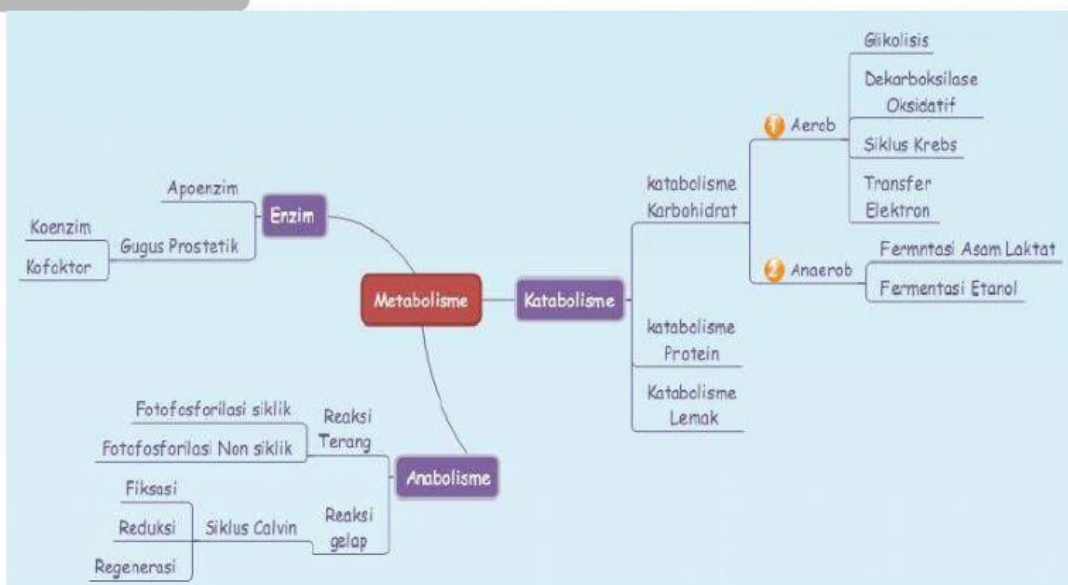 Metabolisme
Enzim
Apoenzim
Gugus Prostetik
Koenzim
Kofaktor
Katabolisme
katabolisme
Karbohidrat
1 Aerob
Glikolisis
Dekarboksilase
Oksidatif
Siklus Krebs
Transfer
Elektron
2 Anaerob
Fermntasi Asam Laktat
Fermentasi Etanol
katabolisme
Protein
Katabolisme
Lemak
Anabolisme
Reaksi
Terang
Fotofosforilasi siklik
Fotofosforilasi Non siklik
Reaksi
gelap
Siklus Calvin
Fiksasi
Reduksi
Regenerasi